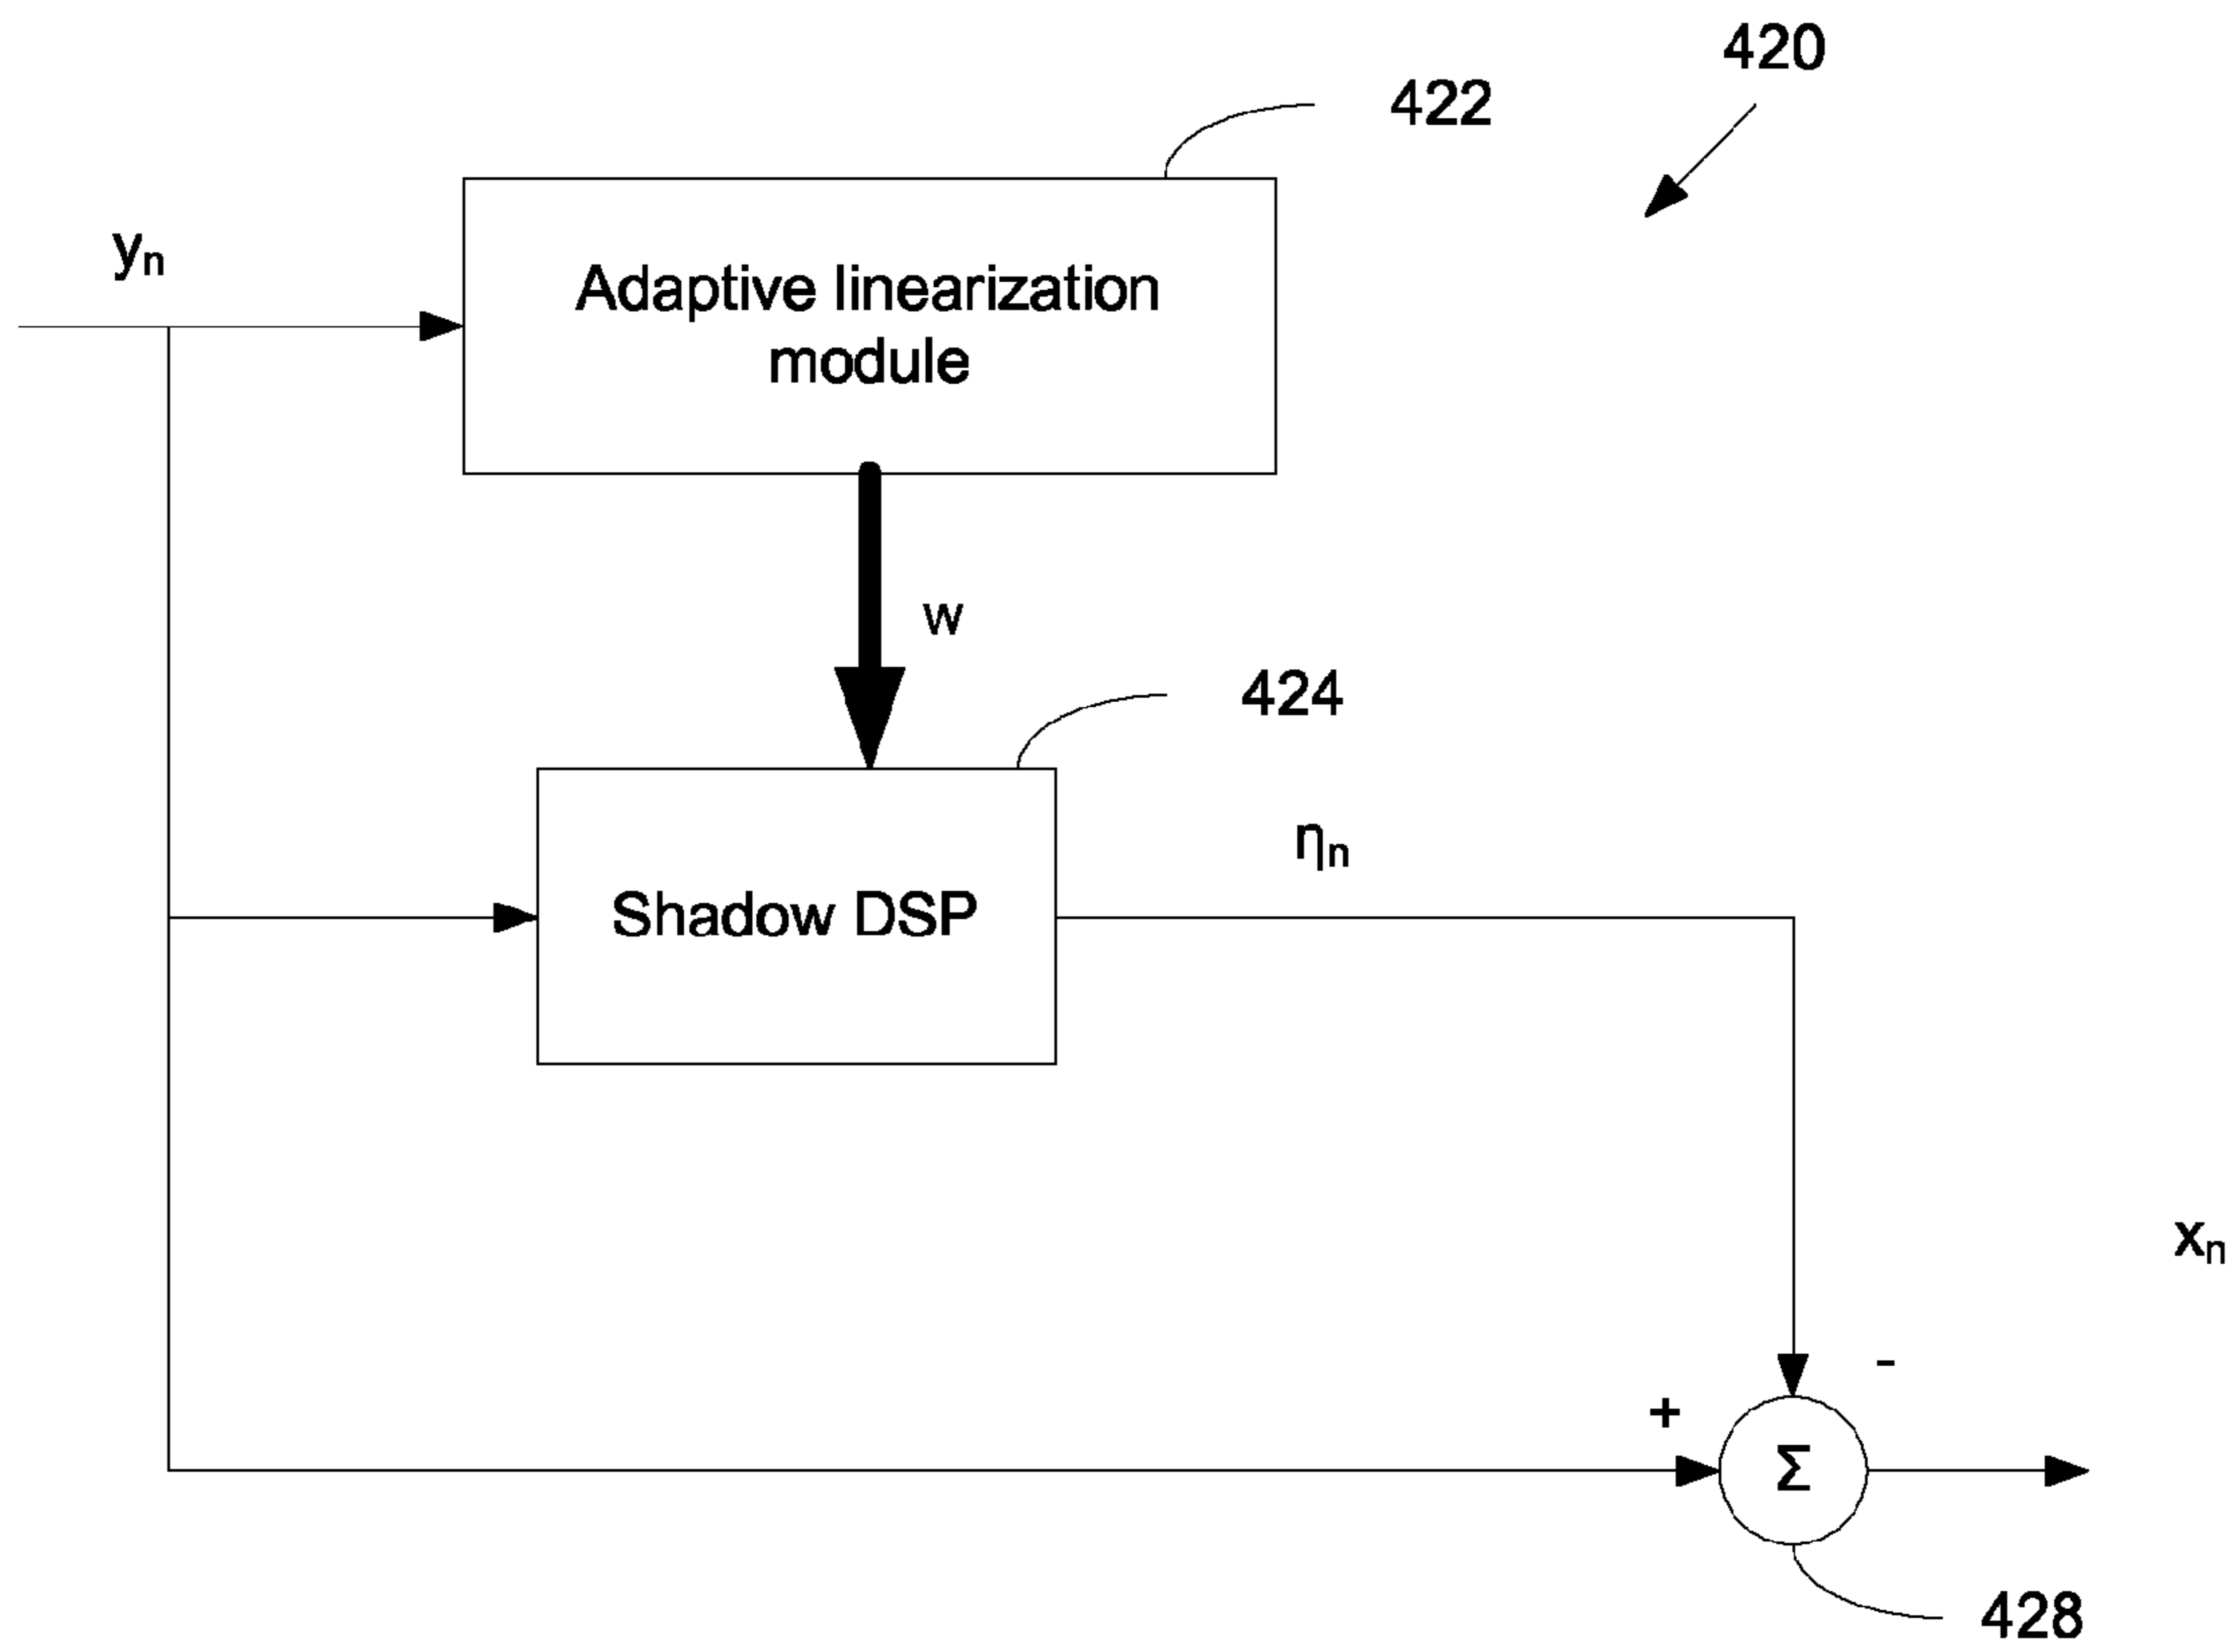 420
422
yn
Adaptive linearization
module
w
424
ηn
Shadow DSP
xn
-
+
Σ
428